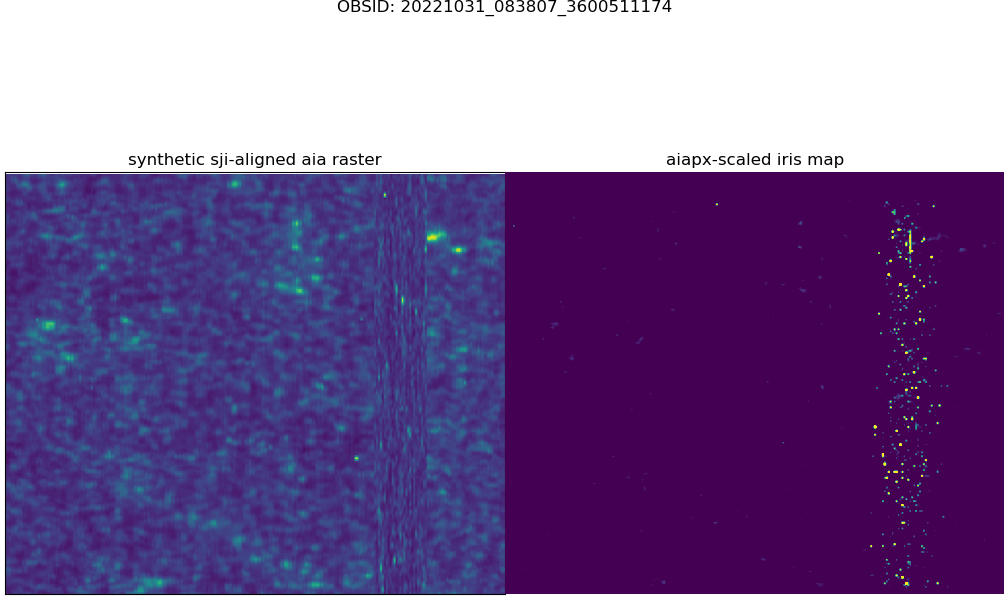 OBSID: 20221031_083807_3600511174
synthetic sji-aligned aia raster
aiapx-scaled iris map